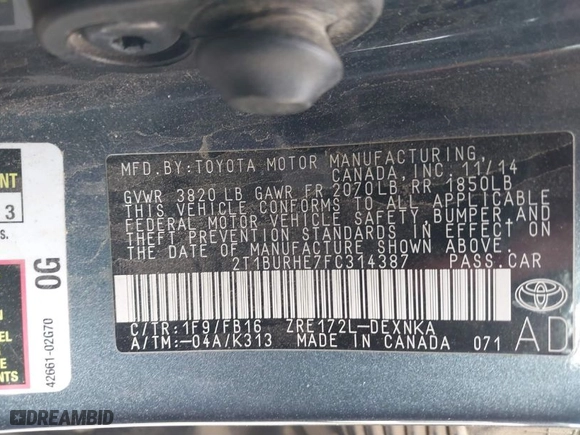 MFD. BY: TOYOTA MOTOR MANUFACTURING,
CANADA, INC. 11/14
GVWR 3820 LB GAWR FR 2070LB RR 1850LB
THIS VEHICLE CONFORMS TO ALL APPLICABLE
FEDERAL MOTOR VEHICLE SAFETY, BUMPER, AND
THEFT PREVENTION STANDARDS IN EFFECT ON
THE DATE OF MANUFACTURE SHOWN ABOVE.
2T1BURHE7FC314387 PASS. CAR
C/TR: 1F9/FB16 ZRE172L-DEXNKA
A/TM: -04A/K313 MADE IN CANADA 071
TOYOTA
AD
0G
42661-02G70
3
DREAMBID